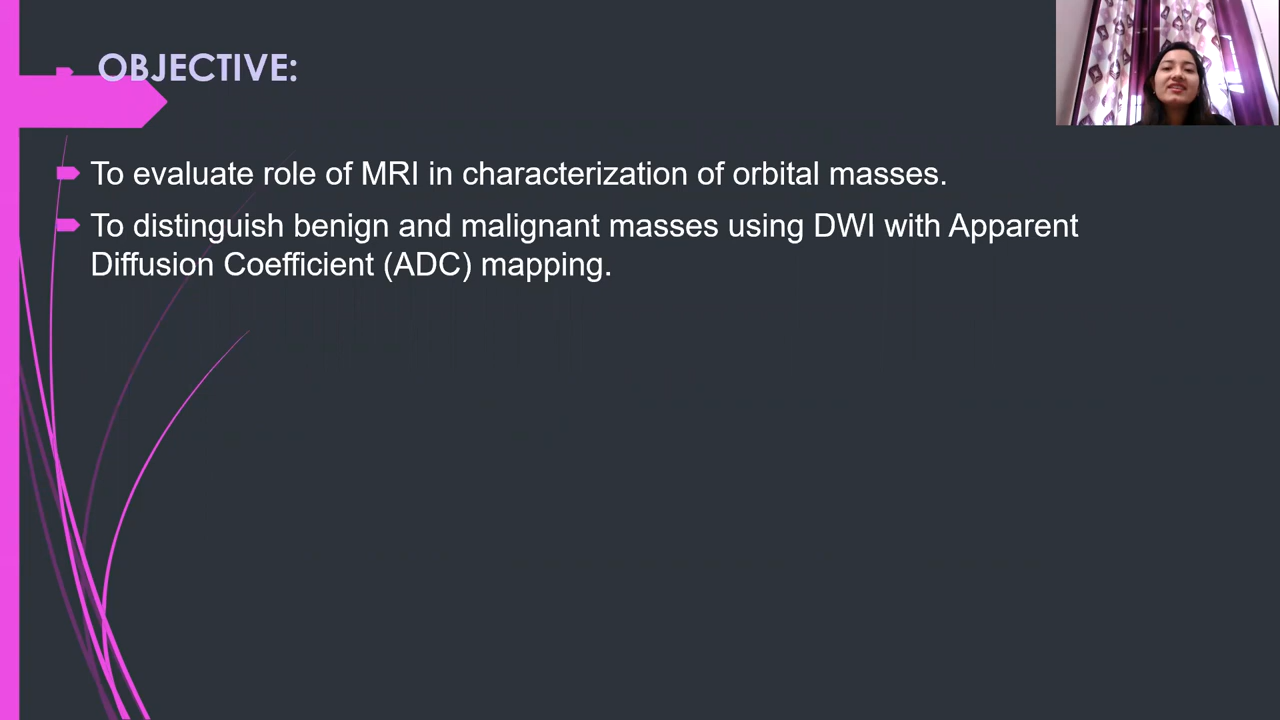 OBJECTIVE:
To evaluate role of MRI in characterization of orbital masses.
To distinguish benign and malignant masses using DWI with Apparent
Diffusion Coefficient (ADC) mapping.